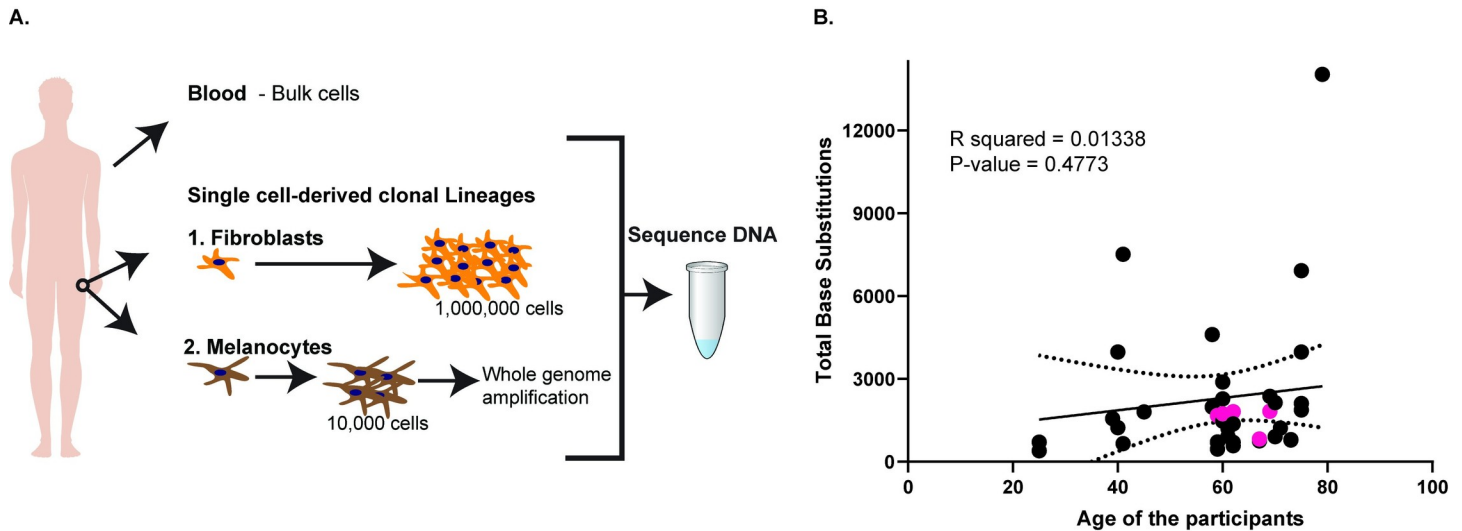 A.
Blood - Bulk cells
Single cell-derived clonal Lineages
1. Fibroblasts
1,000,000 cells
2. Melanocytes
10,000 cells
Whole genome
amplification
Sequence DNA
B.
R squared = 0.01338
P-value = 0.4773
Total Base Substitutions
12000
9000
6000
3000
0
0 20 40 60 80 100
Age of the participants